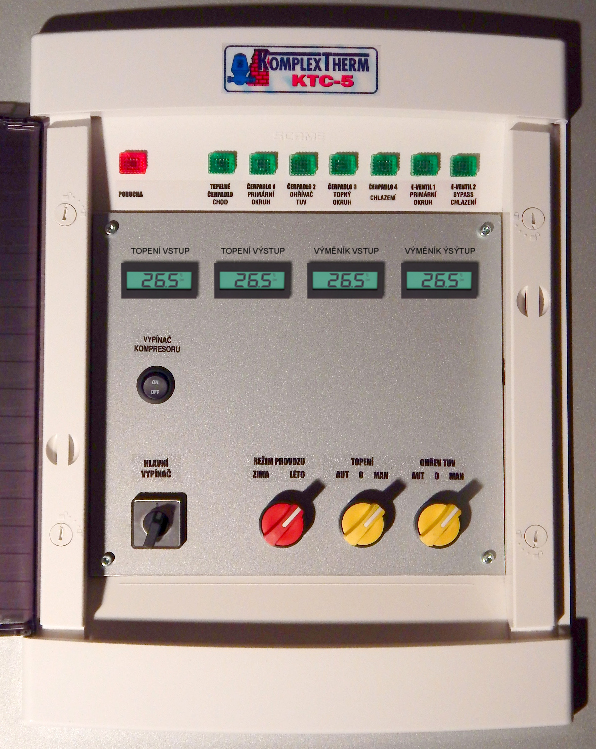 KOMPLEXTHERM
KTC-5
PORUCHA
TEPELNÉ ČERPADLO CHOD
ČERPADLO 1 PRIMÁRNÍ OKRUH
ČERPADLO 2 OHŘÍVAČ TUV
ČERPADLO 3 TOPNÝ OKRUH
ČERPADLO 4 CHLAZENÍ
E-VENTIL 1 PRIMÁRNÍ OKRUH
E-VENTIL 2 BYPASS CHLAZENÍ
TOPENÍ VSTUP
TOPENÍ VÝSTUP
VÝMĚNÍK VSTUP
VÝMĚNÍK ÝSÝTUP
26.5
26.5
26.5
26.5
VYPÍNAČ
KOMPRESORU
ON
OFF
HLAVNÍ
VYPÍNAČ
REŽIM PROVOZU
ZIMA LÉTO
TOPENÍ
AUT 0 MAN
OHŘEV TUV
AUT 0 MAN